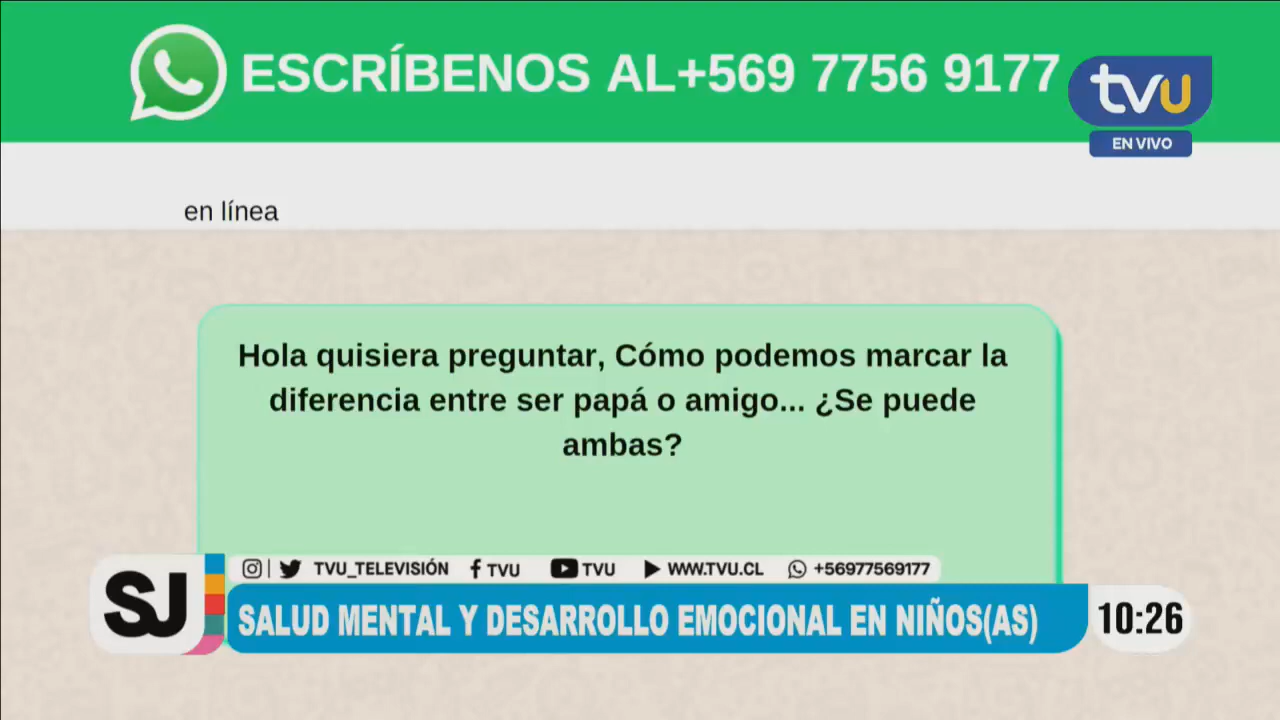 ESCRÍBENOS AL+569 7756 9177
tvu
EN VIVO
en línea
Hola quisiera preguntar, Cómo podemos marcar la
diferencia entre ser papá o amigo... ¿Se puede
ambas?
TVU_TELEVISIÓN TVU TVU WWW.TVU.CL +56977569177
SJ
SALUD MENTAL Y DESARROLLO EMOCIONAL EN NIÑOS(AS)
10:26